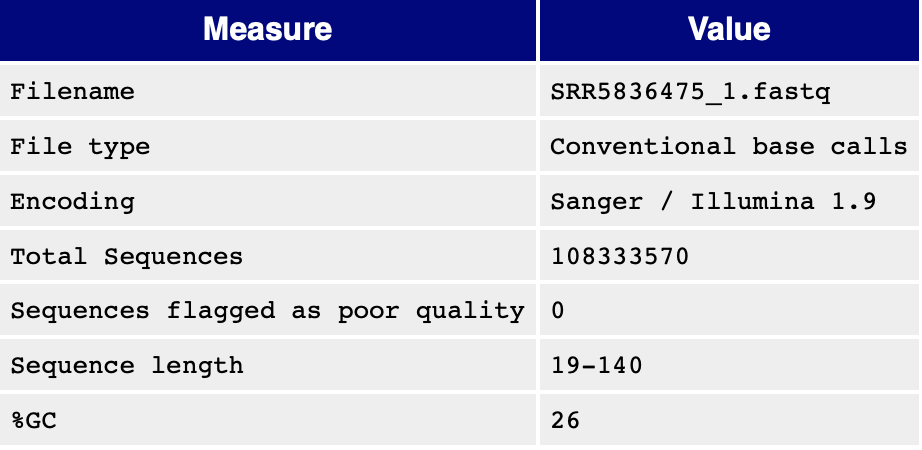 Measure Value
Filename SRR5836475_1.fastq
File type Conventional base calls
Encoding Sanger / Illumina 1.9
Total Sequences 108333570
Sequences flagged as poor quality 0
Sequence length 19-140
%GC 26